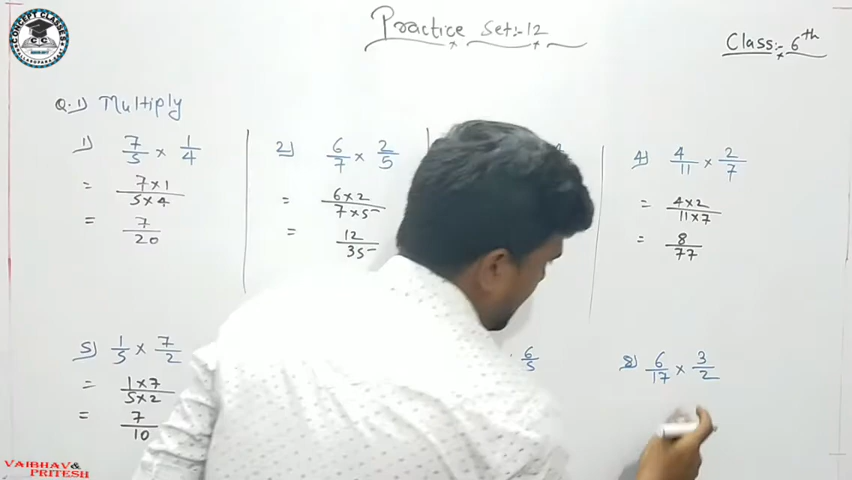 CONCEPT CLASSES
Practice Set:-12
Class:- 6th
Q.1) Multiply
1) 7/5 × 1/4
= 7×1/5×4
= 7/20
2) 6/7 × 2/5
= 6×2/7×5
= 12/35
4) 4/11 × 2/7
= 4×2/11×7
= 8/77
5) 1/5 × 7/2
= 1×7/5×2
= 7/10
6/5
8) 6/17 × 3/2
VAIBHAV&
PRITESH